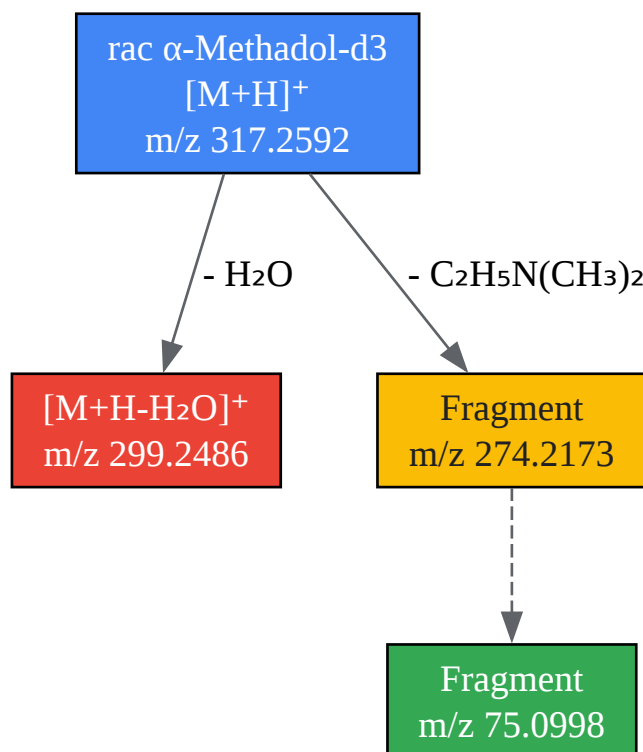 rac α-Methadol-d3
[M+H]⁺
m/z 317.2592
- H₂O
- C₂H₅N(CH₃)₂
[M+H-H₂O]⁺
m/z 299.2486
Fragment
m/z 274.2173
Fragment
m/z 75.0998